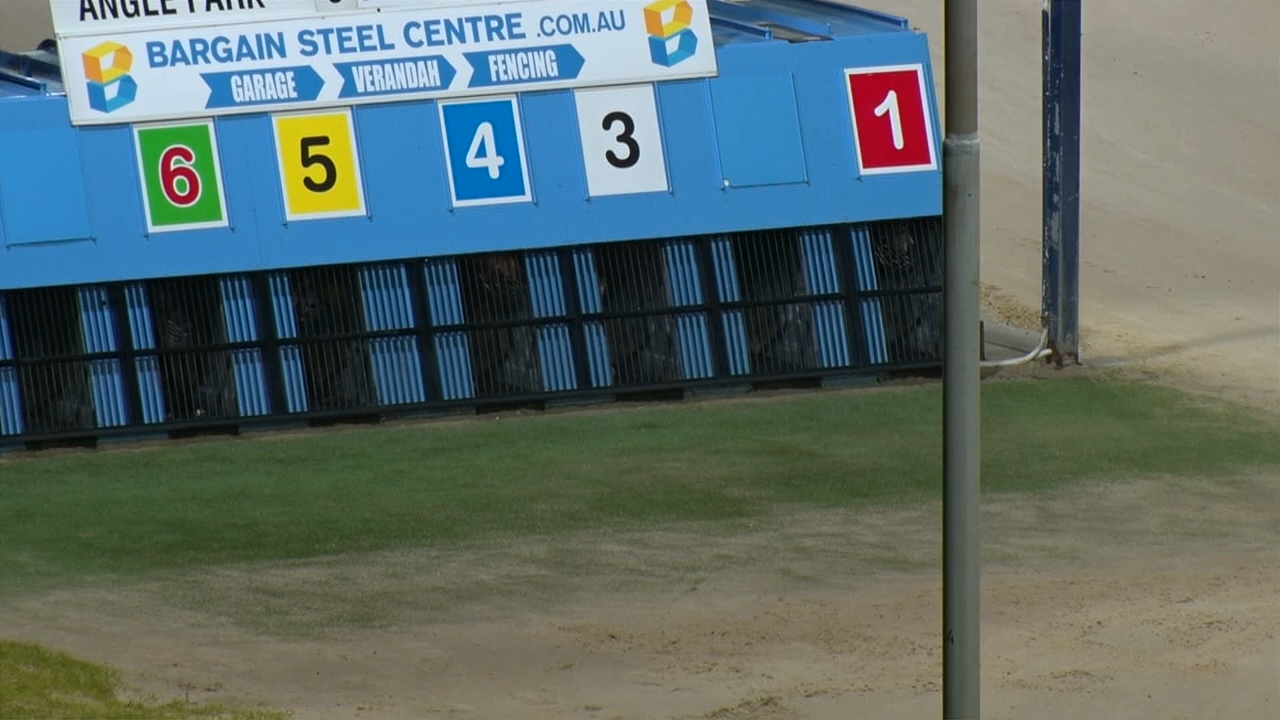 ANGLE PARK
BARGAIN STEEL CENTRE .COM.AU
GARAGE VERANDAH FENCING
6 5 4 3 1